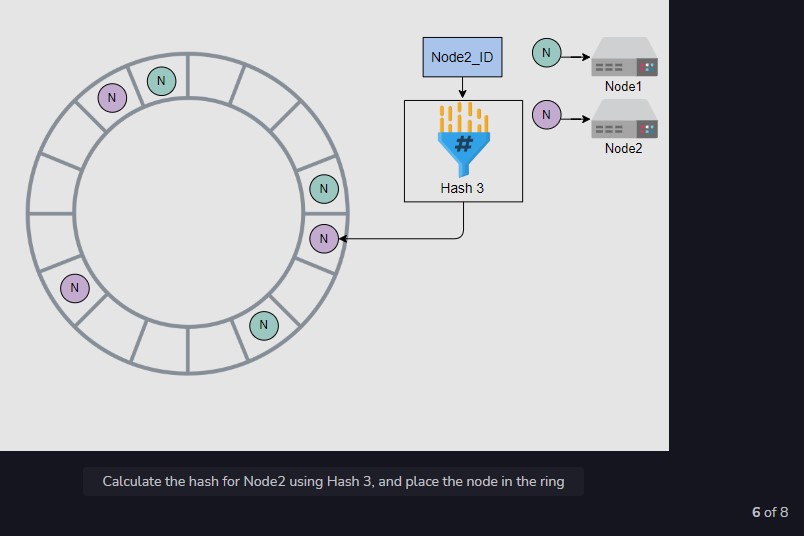 N
N
N
N
N
N
Node2_ID
#
Hash 3
N
Node1
N
Node2
Calculate the hash for Node2 using Hash 3, and place the node in the ring
6 of 8